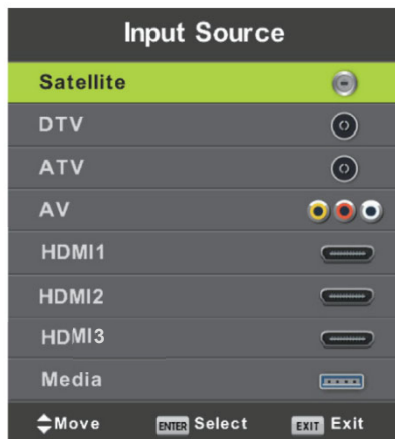 Input Source
Satellite
DTV
ATV
AV
HDMI1
HDMI2
HDMI3
Media
Move ENTER Select EXIT Exit